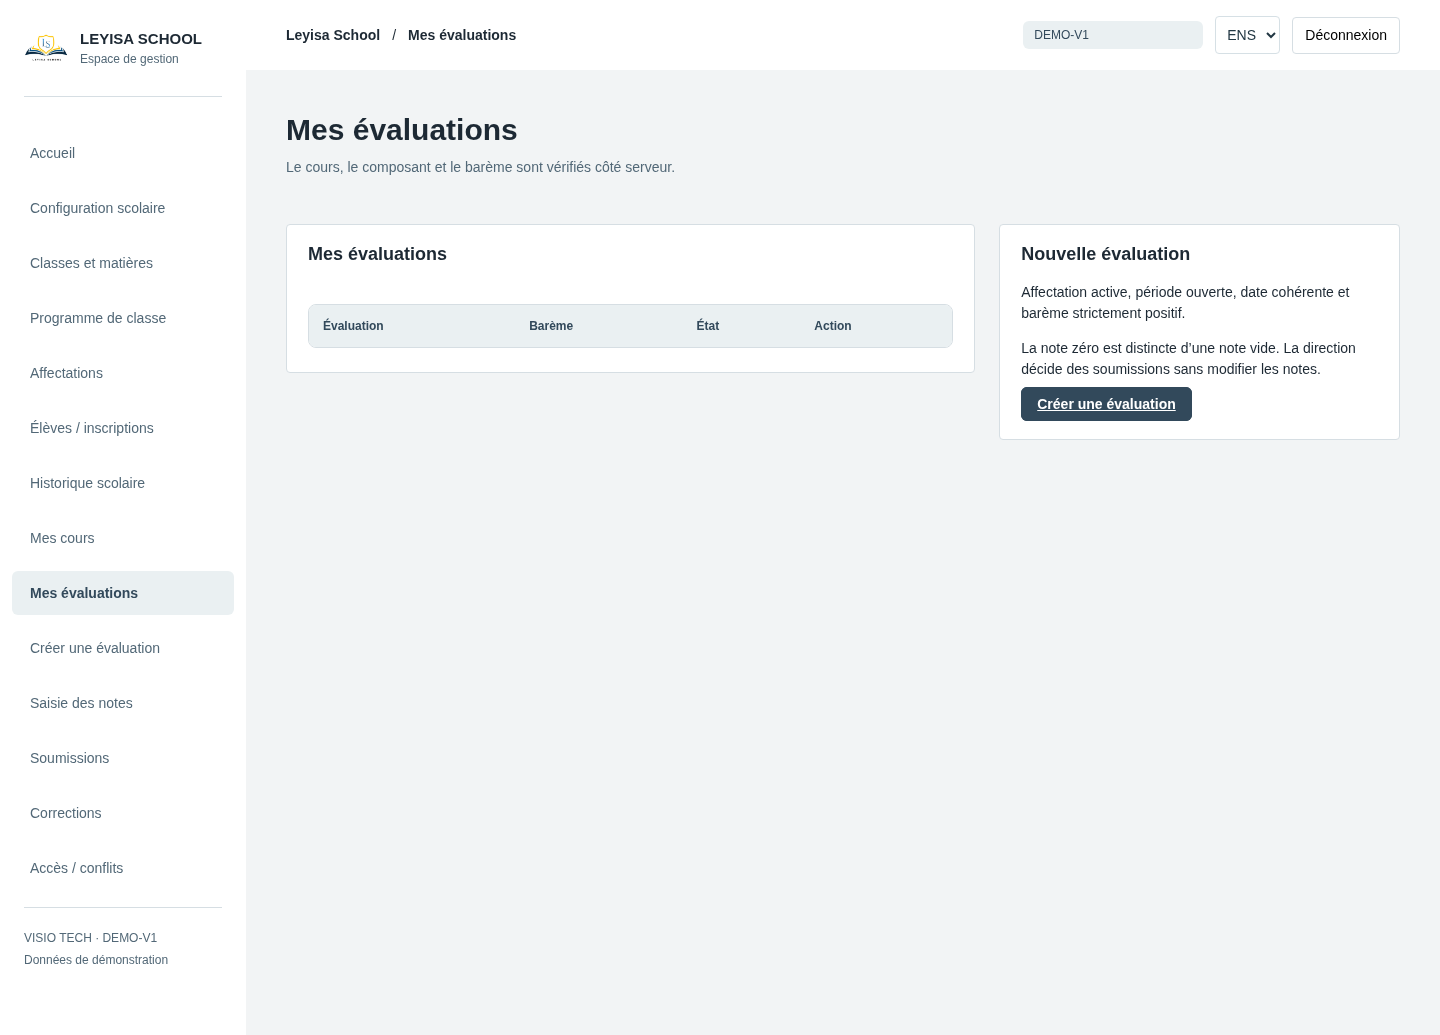 LEYISA SCHOOL
Espace de gestion
Accueil
Configuration scolaire
Classes et matières
Programme de classe
Affectations
Élèves / inscriptions
Historique scolaire
Mes cours
Mes évaluations
Créer une évaluation
Saisie des notes
Soumissions
Corrections
Accès / conflits
VISIO TECH · DEMO-V1
Données de démonstration
Leyisa School / Mes évaluations
DEMO-V1
ENS
Déconnexion
Mes évaluations
Le cours, le composant et le barème sont vérifiés côté serveur.
Mes évaluations
Évaluation Barème État Action
Nouvelle évaluation
Affectation active, période ouverte, date cohérente et
barème strictement positif.
La note zéro est distincte d’une note vide. La direction
décide des soumissions sans modifier les notes.
Créer une évaluation